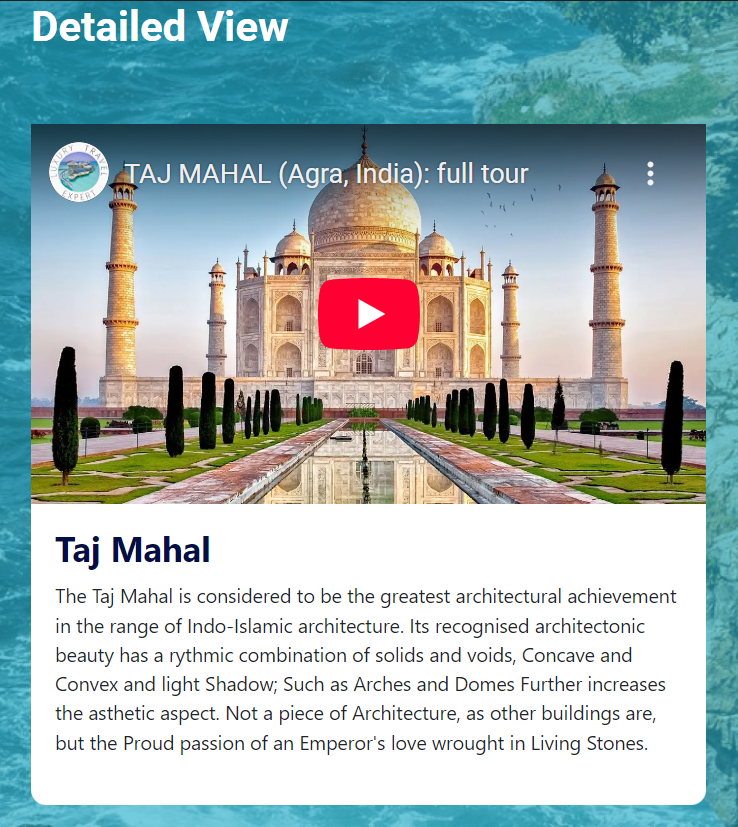 Detailed View
LUXURY TRAVEL
EXPERT
TAJ MAHAL (Agra, India): full tour
Taj Mahal
The Taj Mahal is considered to be the greatest architectural achievement
in the range of Indo-Islamic architecture. Its recognised architectonic
beauty has a rythmic combination of solids and voids, Concave and
Convex and light Shadow; Such as Arches and Domes Further increases
the asthetic aspect. Not a piece of Architecture, as other buildings are,
but the Proud passion of an Emperor's love wrought in Living Stones.